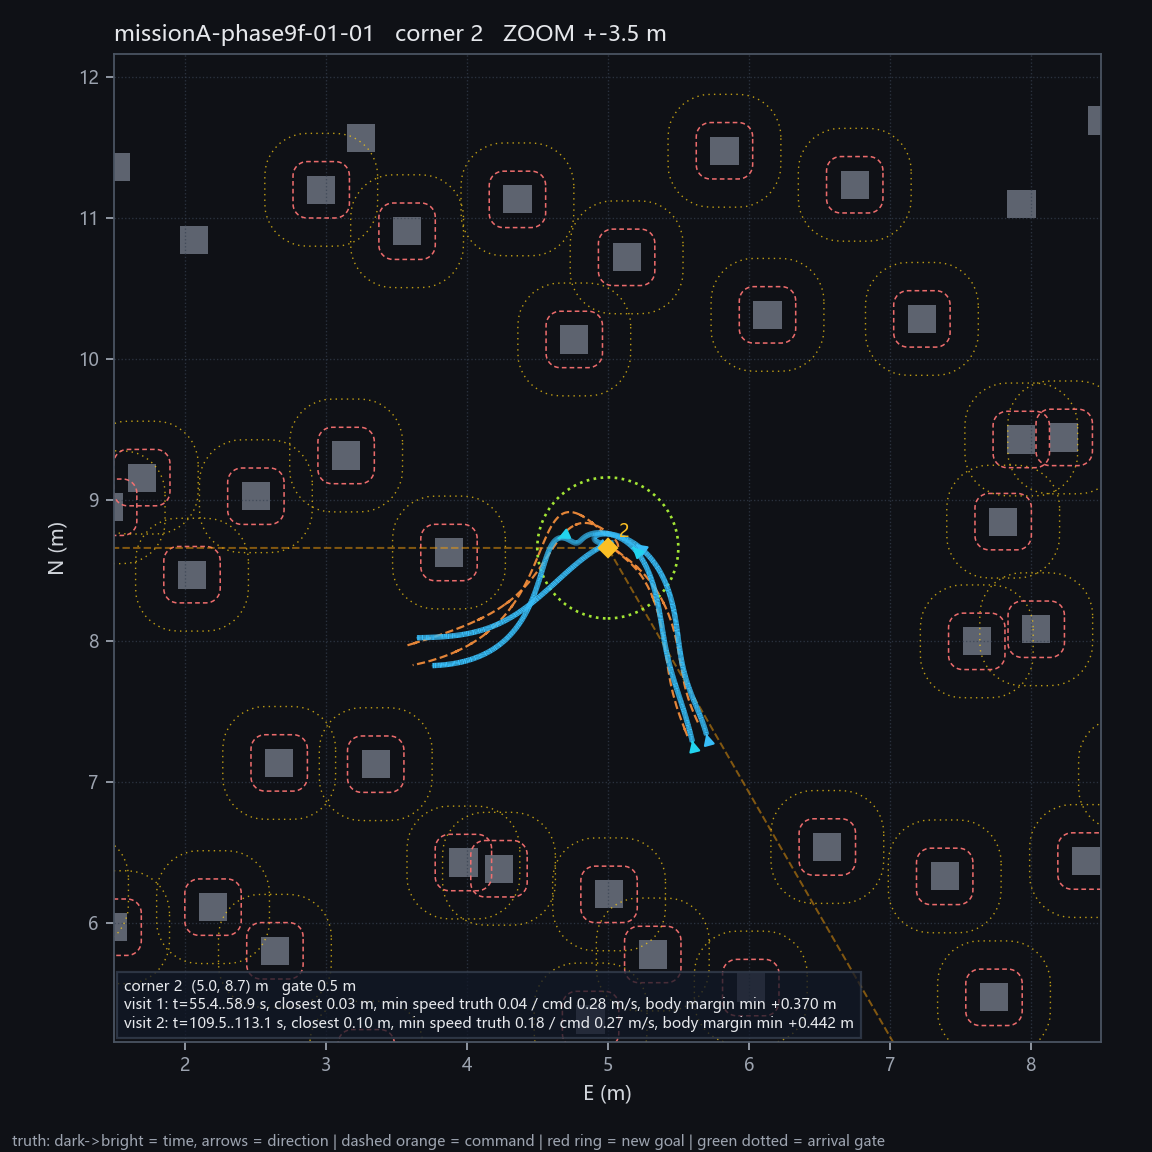 missionA-phase9f-01-01   corner 2   ZOOM +-3.5 m
12
11
10
9
8
7
6
N (m)
2
corner 2  (5.0, 8.7) m   gate 0.5 m
visit 1: t=55.4..58.9 s, closest 0.03 m, min speed truth 0.04 / cmd 0.28 m/s, body margin min +0.370 m
visit 2: t=109.5..113.1 s, closest 0.10 m, min speed truth 0.18 / cmd 0.27 m/s, body margin min +0.442 m
2 3 4 5 6 7 8
E (m)
truth: dark->bright = time, arrows = direction | dashed orange = command | red ring = new goal | green dotted = arrival gate